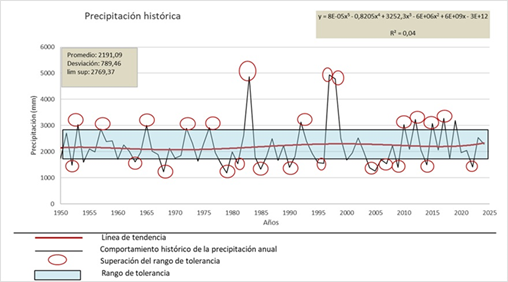 Precipitación histórica
y = 8E-05x⁵ - 0,8205x⁴ + 3252,3x³ - 6E+06x² + 6E+09x - 3E+12
R² = 0,04
Promedio: 2191,09
Desviación: 789,46
lim sup: 2769,37
Precipitación (mm)
6000
5000
4000
3000
2000
1000
0
1950 1955 1960 1965 1970 1975 1980 1985 1990 1995 2000 2005 2010 2015 2020 2025
Años
Linea de tendencia
Comportamiento histórico de la precipitación anual
Superación del rango de tolerancia
Rango de tolerancia